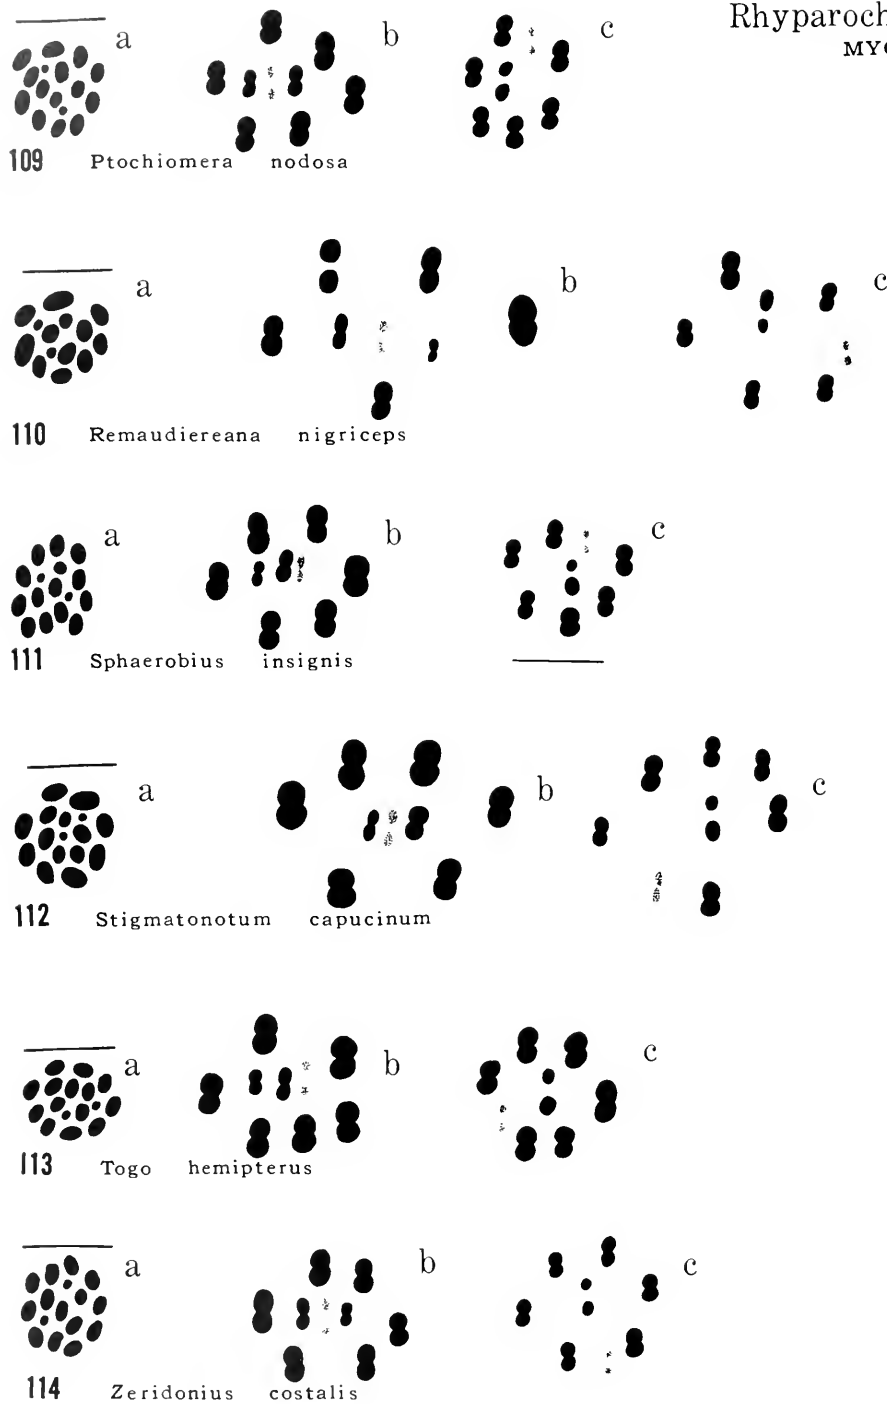 Rhyparoch
MYO
a b c
109 Ptochiomera nodosa
a b c
110 Remaudiereana nigriceps
a b c
111 Sphaerobius insignis
a b c
112 Stigmatonotum capucinum
a b c
113 Togo hemipterus
a b c
114 Zeridonius costalis